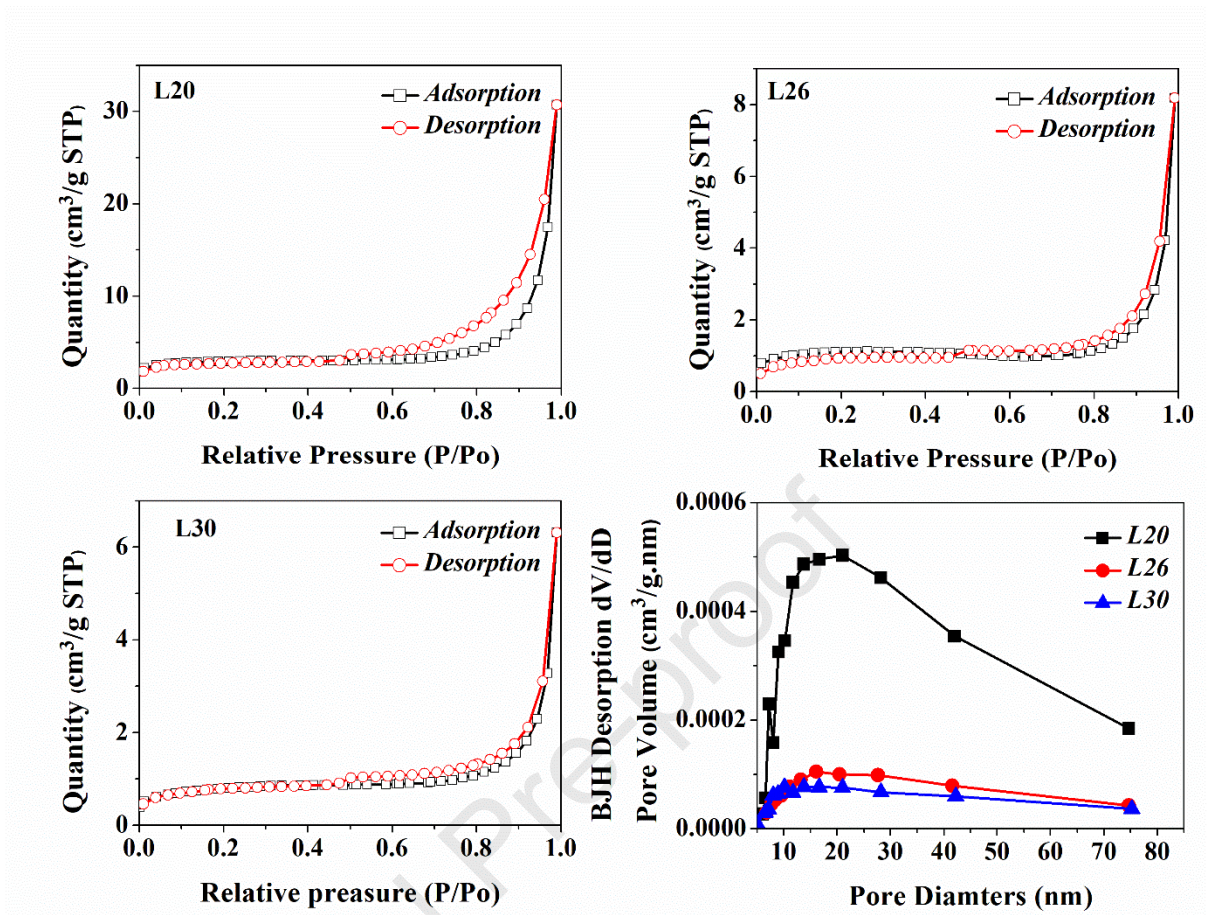 L20
Adsorption
Desorption
30
20
10
0
0.0 0.2 0.4 0.6 0.8 1.0
Quantity (cm³/g STP)
Relative Pressure (P/Po)
L26
Adsorption
Desorption
8
6
4
2
0
0.0 0.2 0.4 0.6 0.8 1.0
Quantity (cm³/g STP)
Relative Pressure (P/Po)
L30
Adsorption
Desorption
6
4
2
0
0.0 0.2 0.4 0.6 0.8 1.0
Quantity (cm³/g STP)
Relative preasure (P/Po)
BJH Desorption dV/dD
Pore Volume (cm³/g.nm)
0.0006
0.0004
0.0002
0.0000
L20
L26
L30
10 20 30 40 50 60 70 80
Pore Diamters (nm)
l Pre-proof